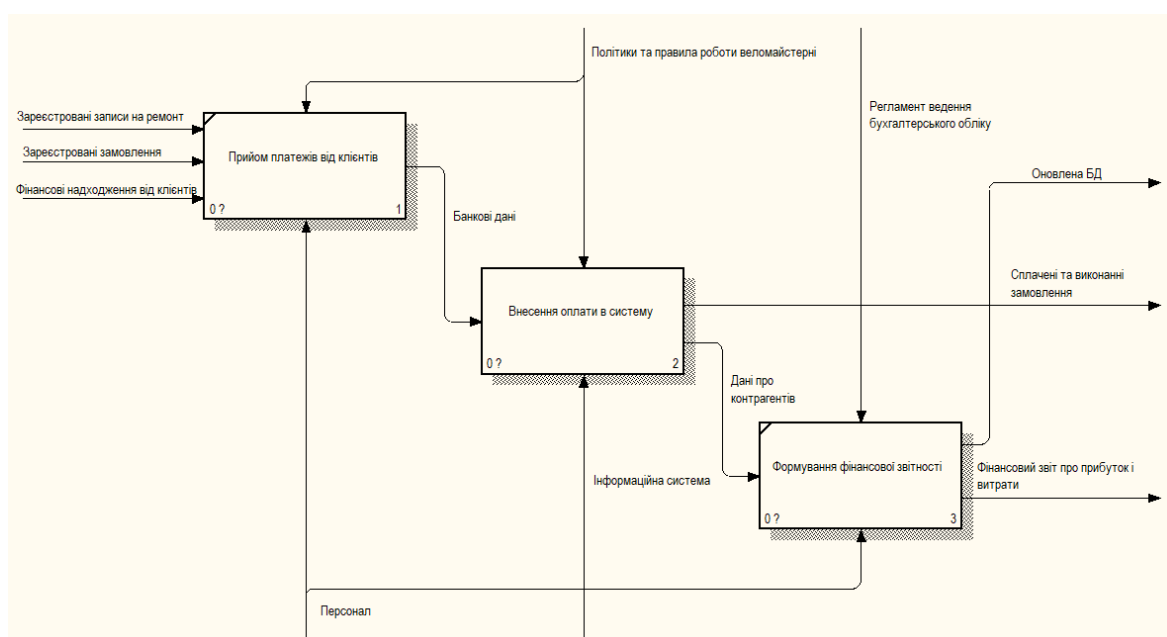 Політики та правила роботи веломайстерні
Зареєстровані записи на ремонт
Зареєстровані замовлення
Фінансові надходження від клієнтів
Прийом платежів від клієнтів
0 ?
1
Регламент ведення
бухгалтерського обліку
Оновлена БД
Банкові дані
Внесення оплати в систему
0 ?
2
Сплачені та виконанні
замовлення
Дані про
контрагентів
Інформаційна система
Формування фінансової звітності
0 ?
3
Фінансовий звіт про прибуток і
витрати
Персонал